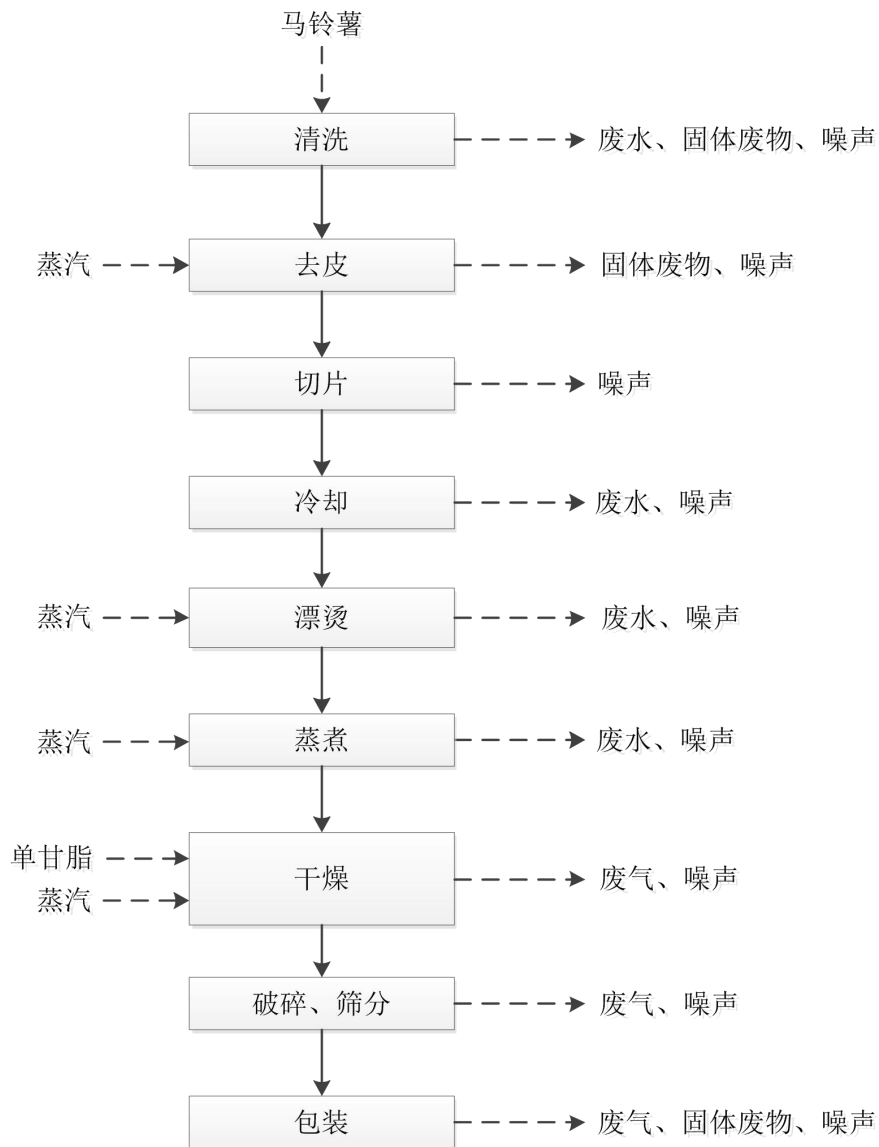 马铃薯
清洗
废水、固体废物、噪声
蒸汽
去皮
固体废物、噪声
切片
噪声
冷却
废水、噪声
蒸汽
漂烫
废水、噪声
蒸汽
蒸煮
废水、噪声
单甘脂
蒸汽
干燥
废气、噪声
破碎、筛分
废气、噪声
包装
废气、固体废物、噪声